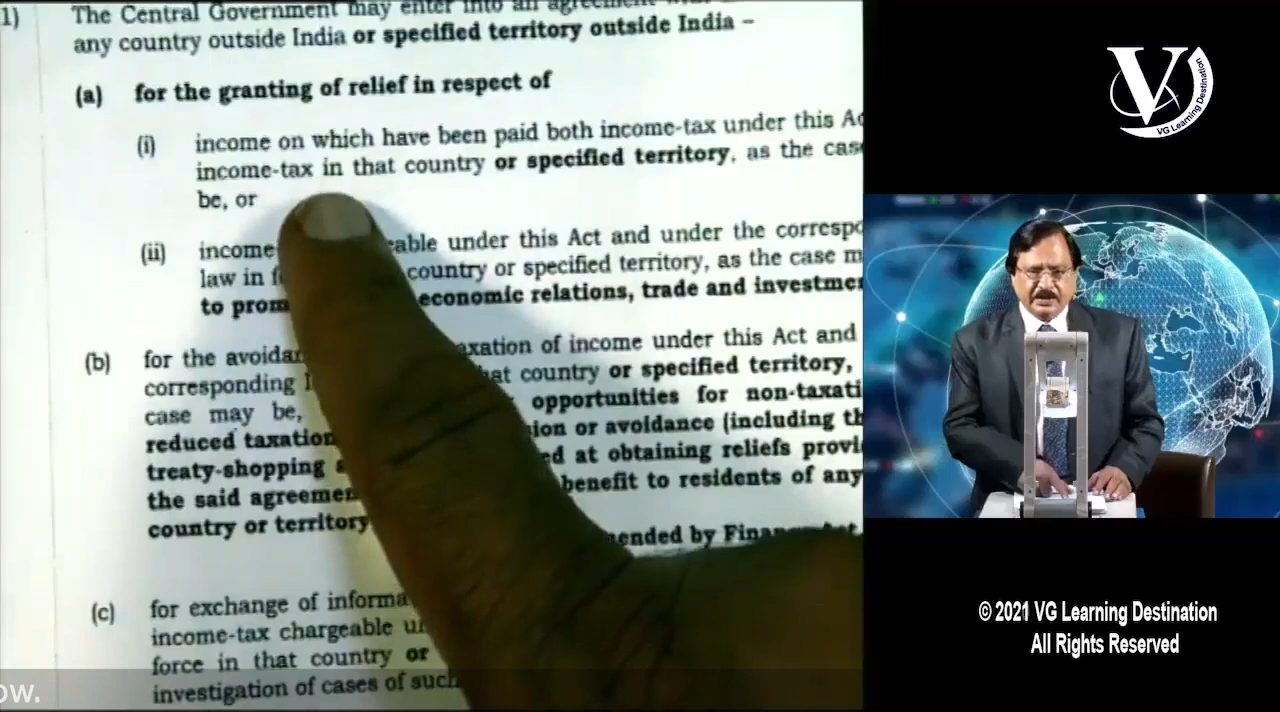 1) The Central Government may enter into an agreement
any country outside India or specified territory outside India –
(a) for the granting of relief in respect of
(i) income on which have been paid both income-tax under this Ac
income-tax in that country or specified territory, as the case
be, or
(ii) income able under this Act and under the correspo
law in country or specified territory, as the case m
to prom economic relations, trade and investmen
(b) for the avoidan axation of income under this Act and
corresponding hat country or specified territory,
case may be, opportunities for non-taxati
reduced taxation sion or avoidance (including th
treaty-shopping ed at obtaining reliefs provi
the said agreemen benefit to residents of any
country or territory
ended by Finan
(c) for exchange of informa
income-tax chargeable un
force in that country or
investigation of cases of such
ow.
V
VG Learning Destination
© 2021 VG Learning Destination
All Rights Reserved